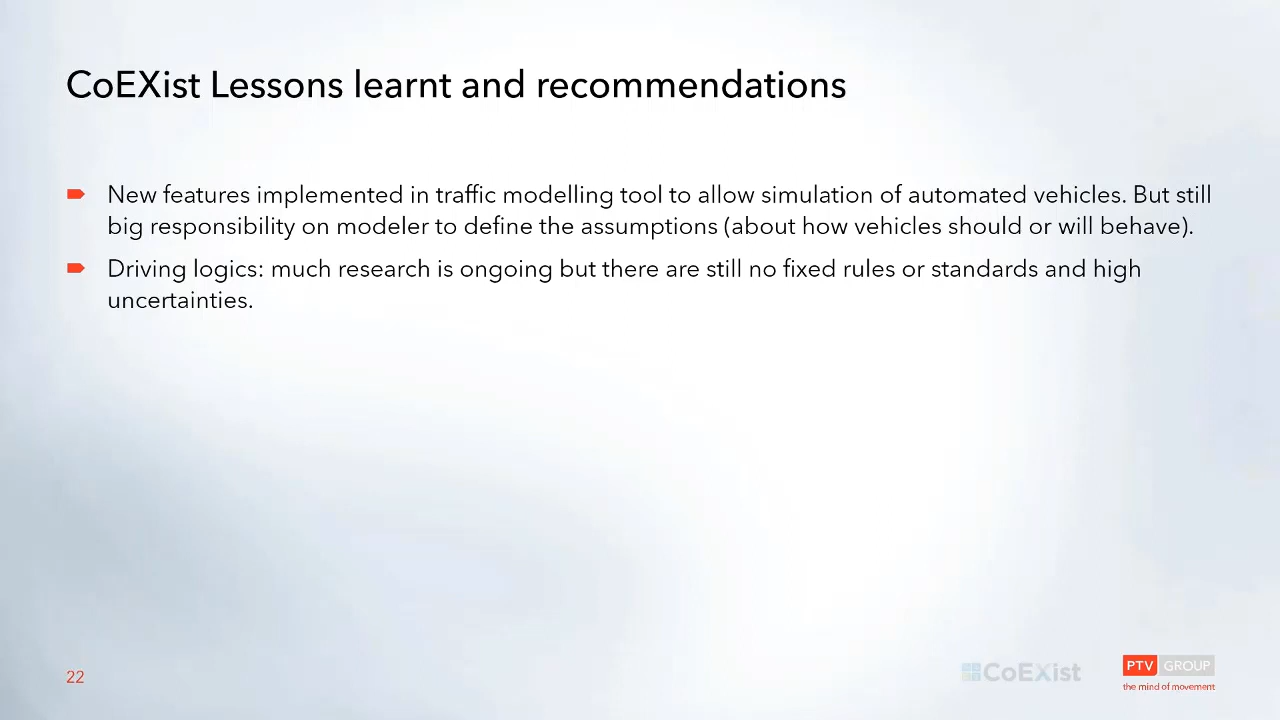 CoEXist Lessons learnt and recommendations
New features implemented in traffic modelling tool to allow simulation of automated vehicles. But still
big responsibility on modeler to define the assumptions (about how vehicles should or will behave).
Driving logics: much research is ongoing but there are still no fixed rules or standards and high
uncertainties.
22
CoEXist
PTV GROUP
the mind of movement